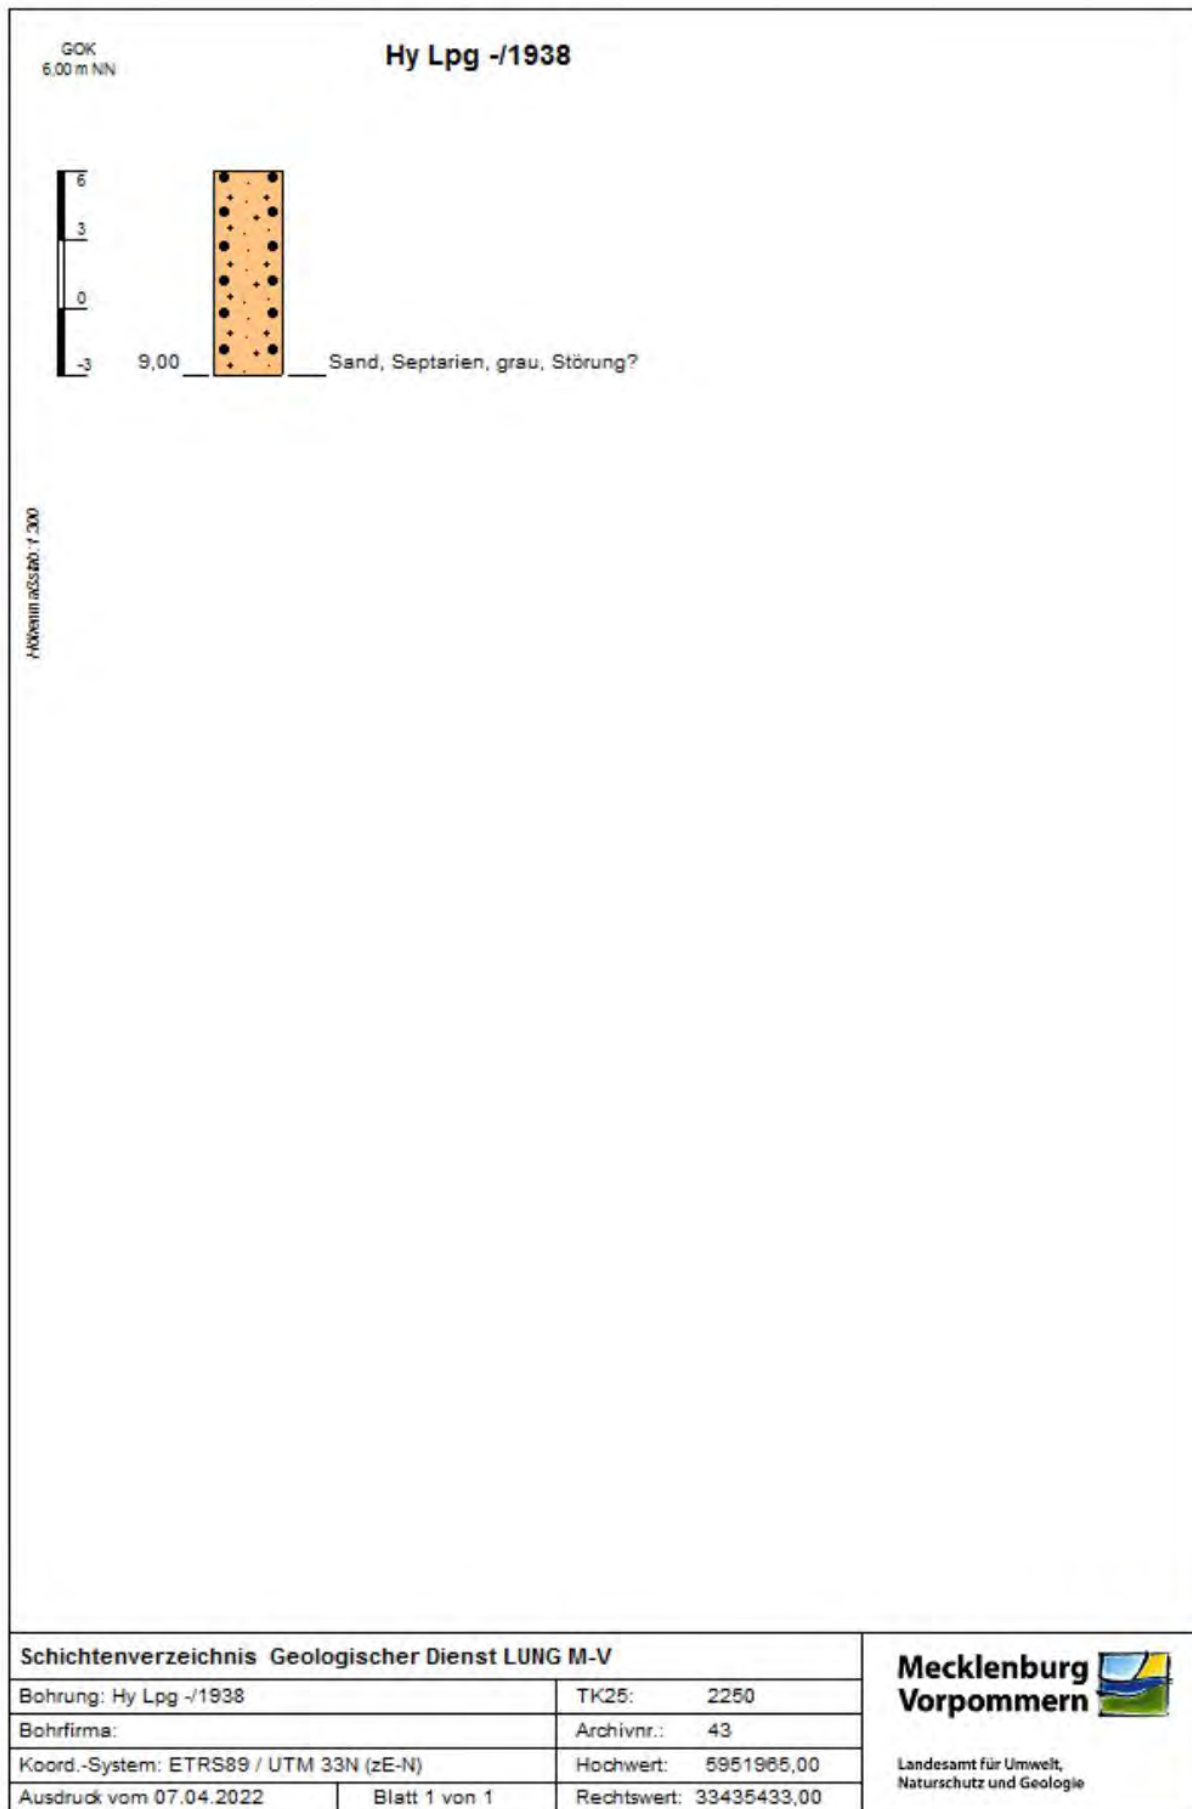 GOK
6,00 m NN
Hy Lpg -/1938
6
3
0
-3
9,00
Sand, Septarien, grau, Störung?
Höhenmaßstab: 1:300
Schichtenverzeichnis Geologischer Dienst LUNG M-V
Bohrung: Hy Lpg -/1938
TK25: 2250
Bohrfirma:
Archivnr.: 43
Koord.-System: ETRS89 / UTM 33N (zE-N)
Hochwert: 5951965,00
Ausdruck vom 07.04.2022
Blatt 1 von 1
Rechtswert: 33435433,00
Mecklenburg
Vorpommern
Landesamt für Umwelt,
Naturschutz und Geologie